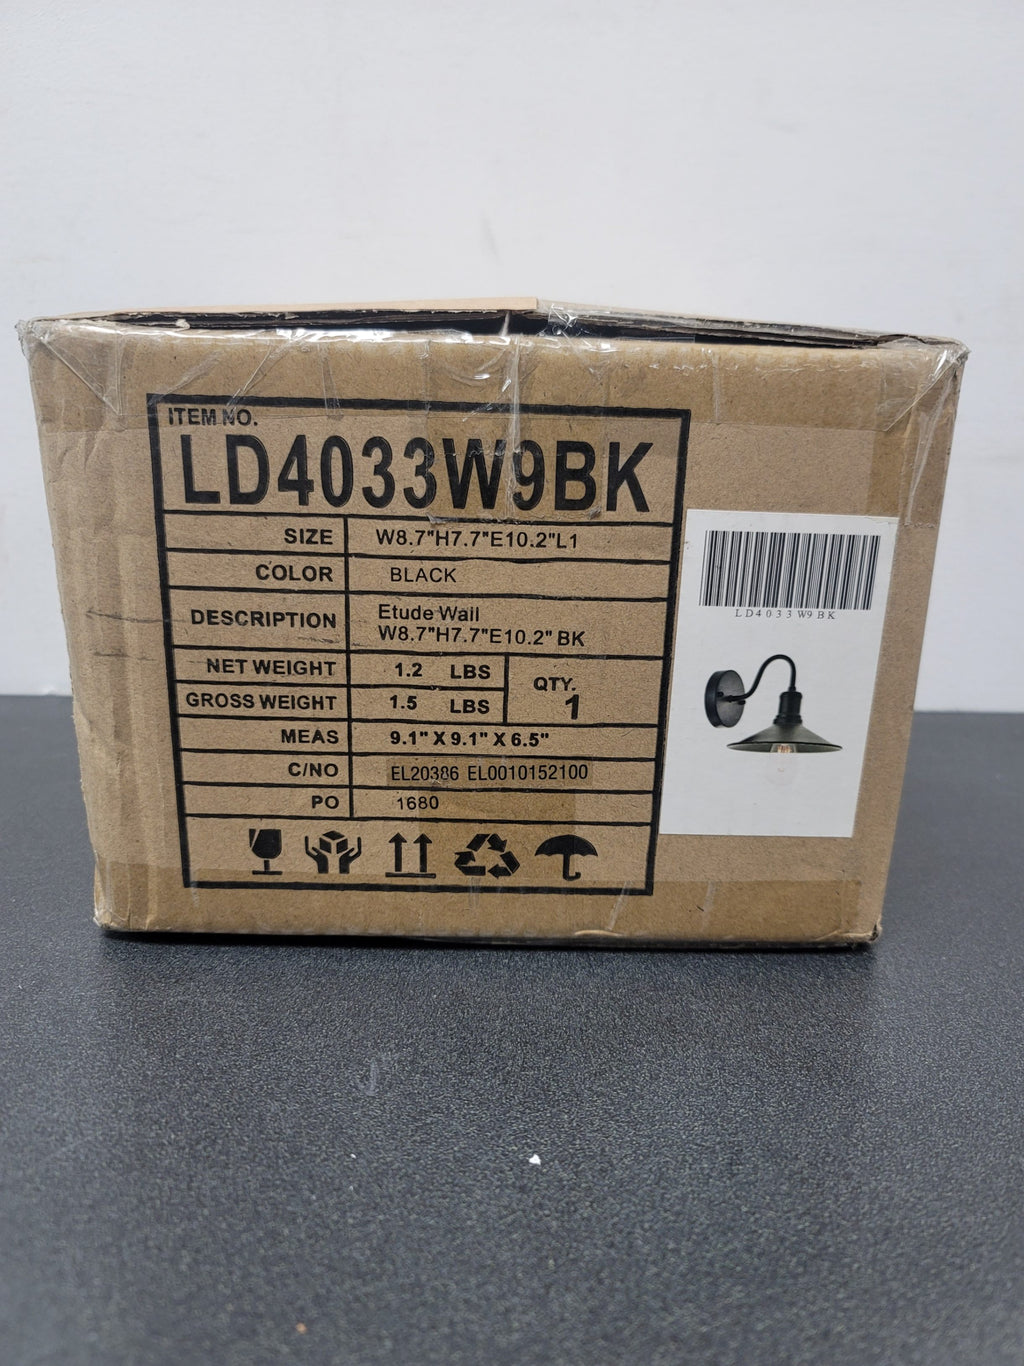 ITEM NO.
LD4033W9BK
SIZE W8.7"H7.7"E10.2"L1
COLOR BLACK
DESCRIPTION Etude Wall
W8.7"H7.7"E10.2" BK
NET WEIGHT 1.2 LBS
GROSS WEIGHT 1.5 LBS
QTY.
1
MEAS 9.1" X 9.1" X 6.5"
C/NO EL20386 EL0010152100
PO 1680
LD4033W9BK